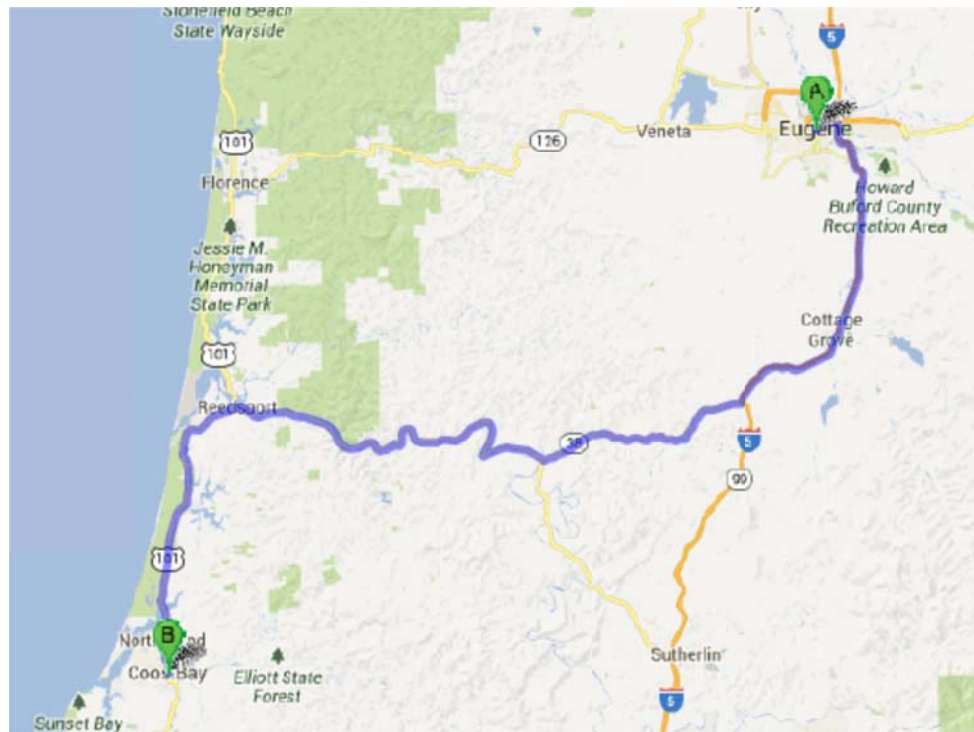 Stonefield Beach
State Wayside
5
A
101
Veneta
Eugene
126
Florence
Howard
Buford County
Recreation Area
Jessie M.
Honeyman
Memorial
State Park
Cottage
Grove
101
Reedsport
38
5
99
101
B
Coos Bay
Sutherlin
Elliott State
Forest
5
Sunset Bay